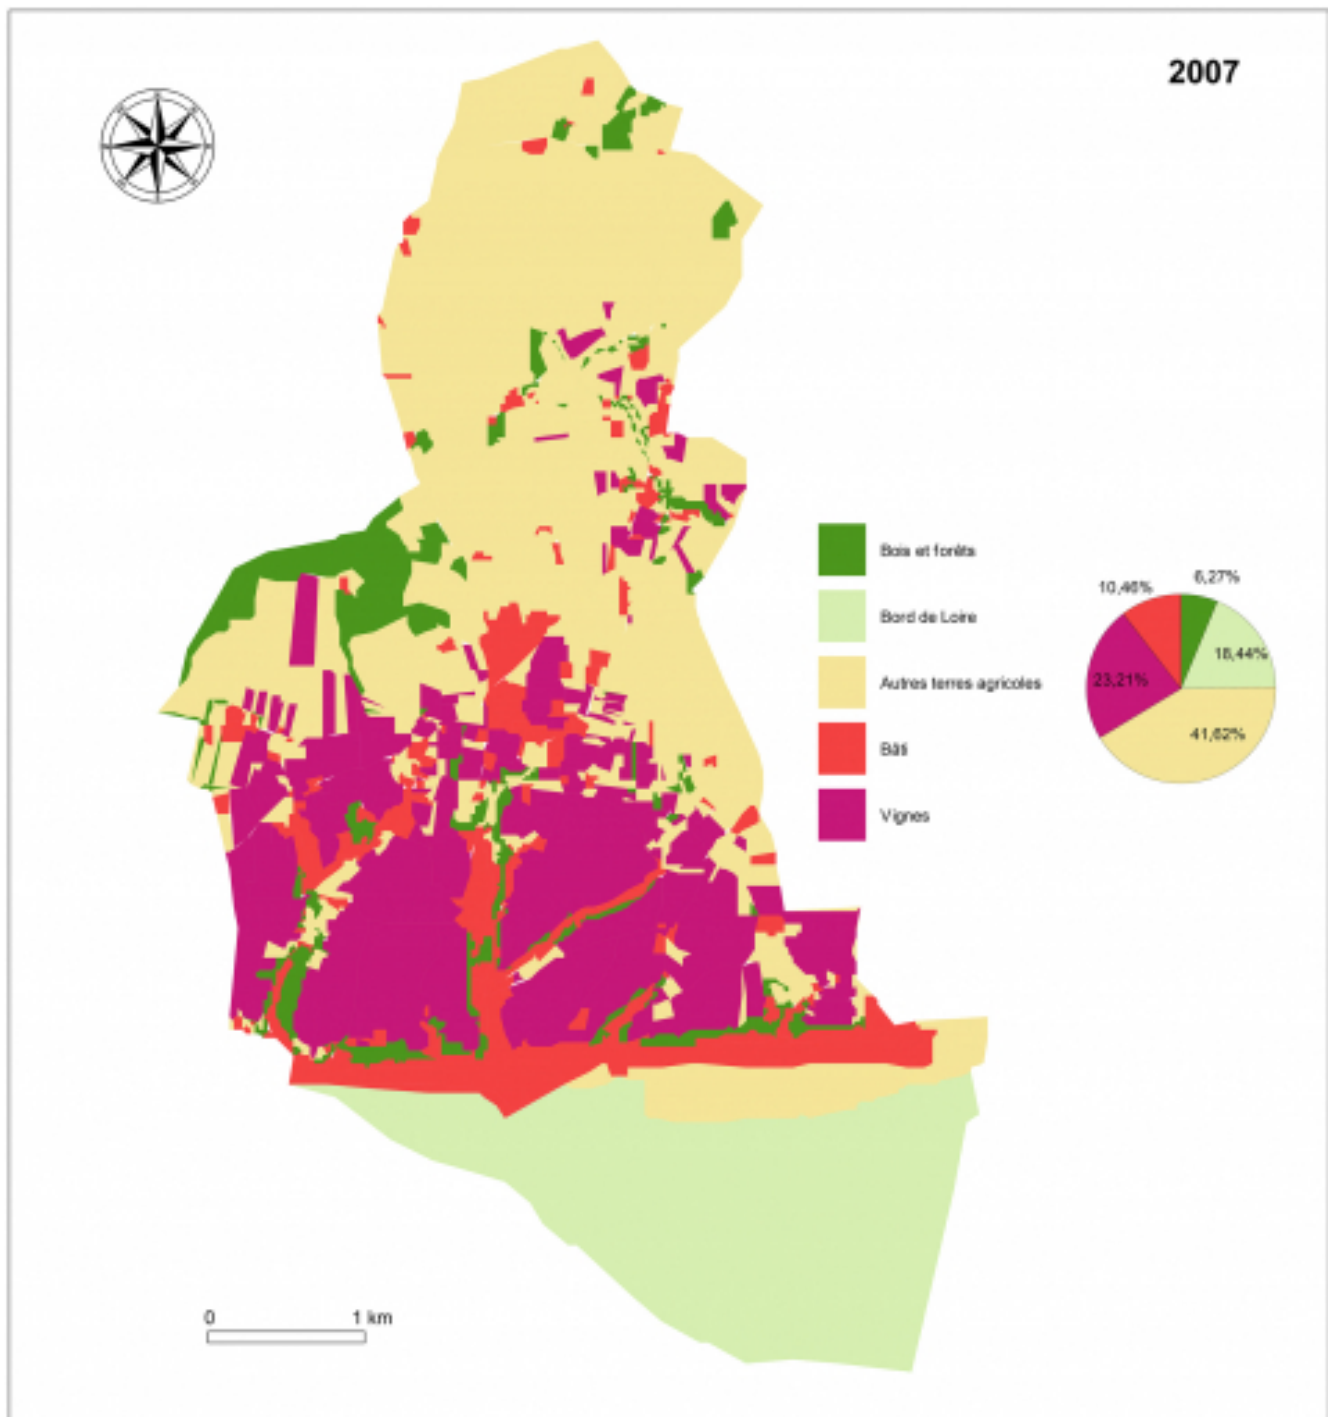 2007
Bois et forêts
Bord de Loire
Autres terres agricoles
Bâti
Vignes
10,46%
6,27%
18,44%
23,21%
41,62%
0 1 km